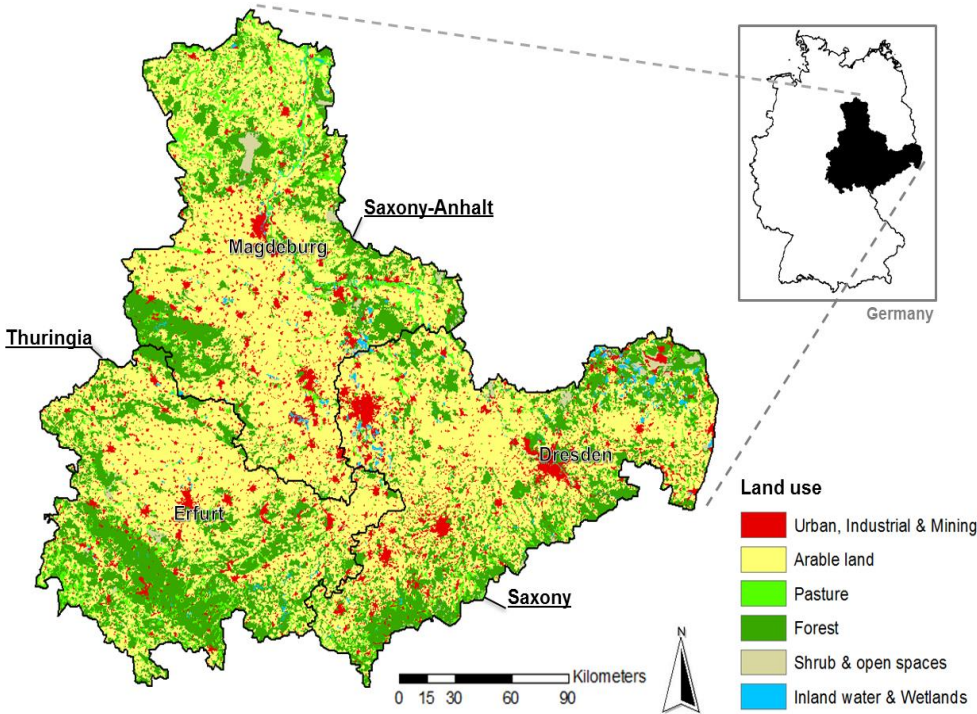 Saxony-Anhalt
Magdeburg
Germany
Thuringia
Dresden
Erfurt
Saxony
Land use
Urban, Industrial & Mining
Arable land
Pasture
Forest
Shrub & open spaces
Inland water & Wetlands
N
Kilometers
0 15 30 60 90